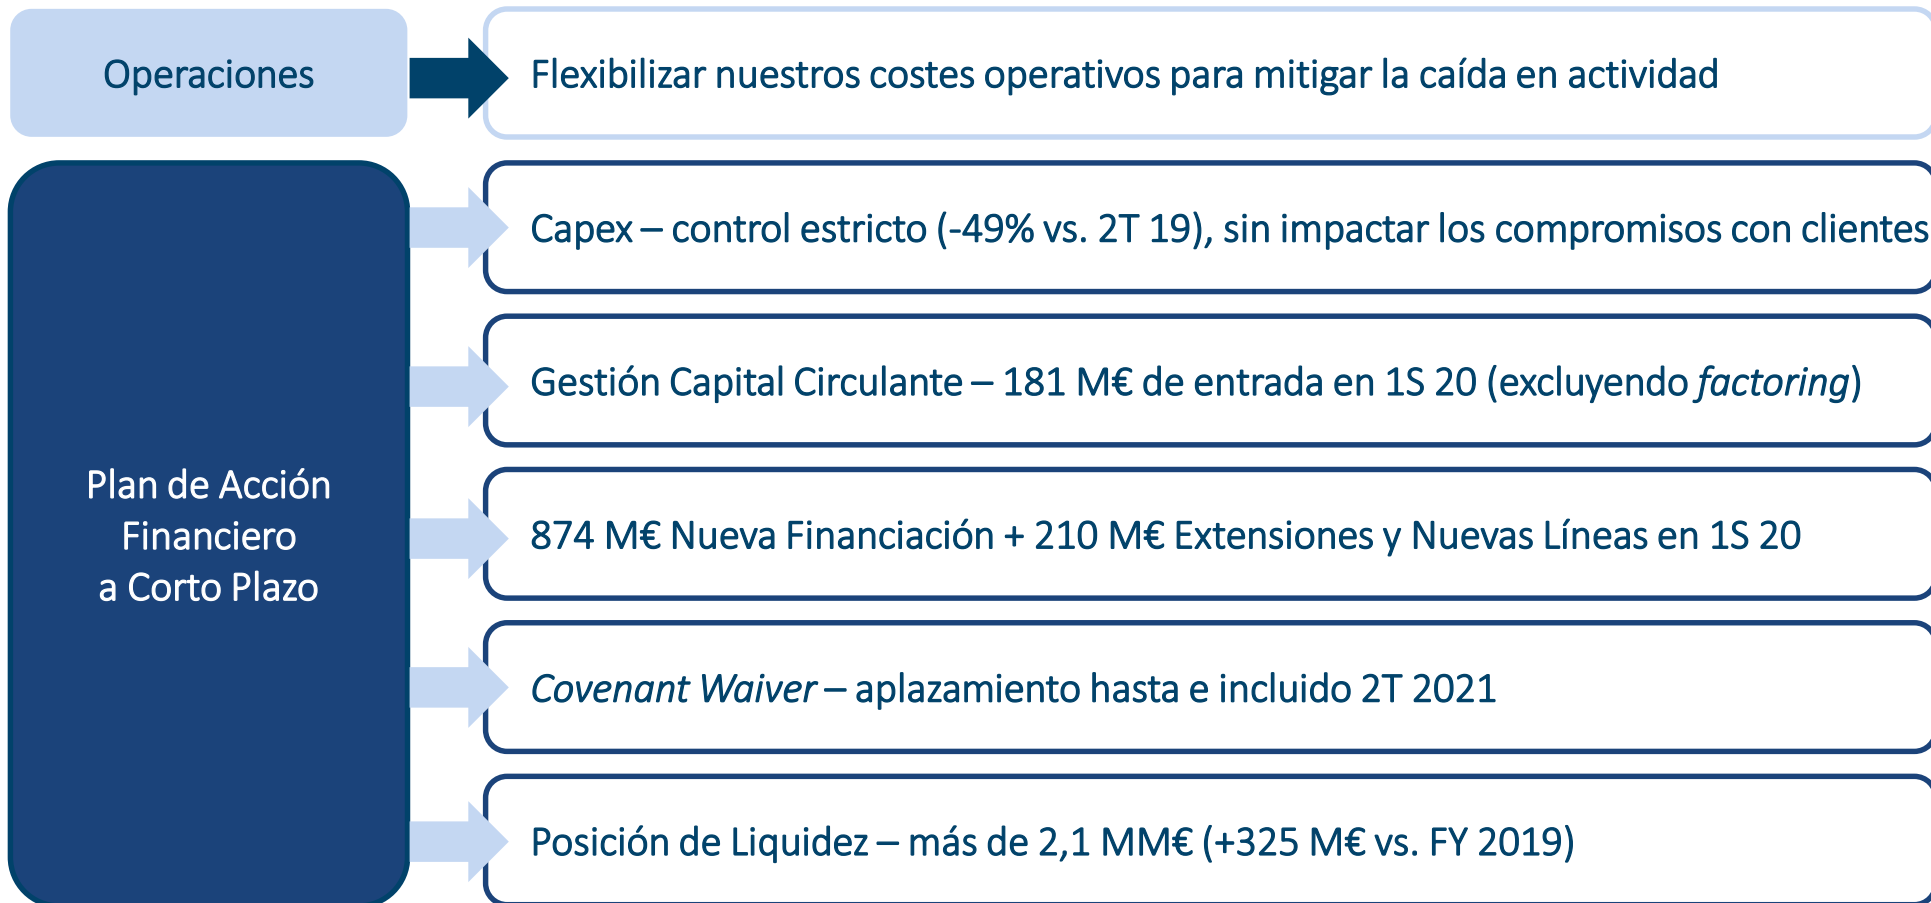 Operaciones
Flexibilizar nuestros costes operativos para mitigar la caída en actividad
Plan de Acción
Financiero
a Corto Plazo
Capex – control estricto (-49% vs. 2T 19), sin impactar los compromisos con clientes
Gestión Capital Circulante – 181 M€ de entrada en 1S 20 (excluyendo factoring)
874 M€ Nueva Financiación + 210 M€ Extensiones y Nuevas Líneas en 1S 20
Covenant Waiver – aplazamiento hasta e incluido 2T 2021
Posición de Liquidez – más de 2,1 MM€ (+325 M€ vs. FY 2019)